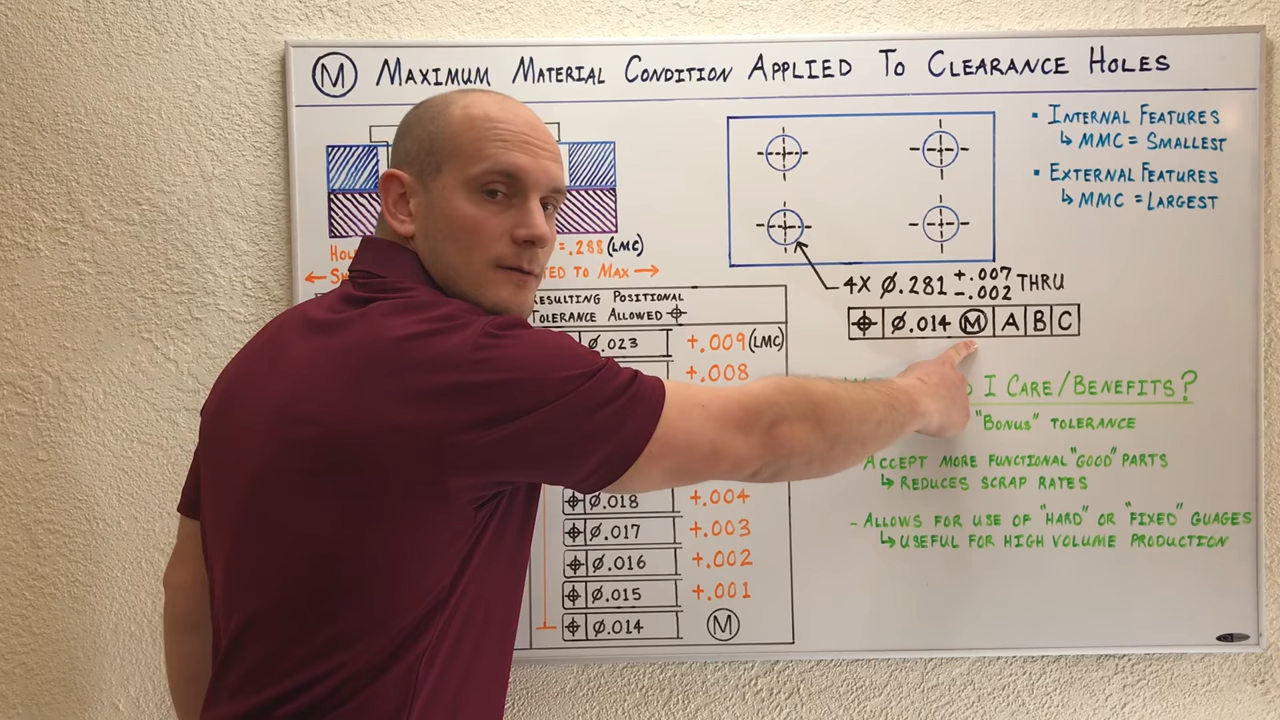 Ⓜ MAXIMUM MATERIAL CONDITION APPLIED TO CLEARANCE HOLES
=.288 (LMC)
TED TO MAX →
RESULTING POSITIONAL
TOLERANCE ALLOWED ⌖
Ø.023 +.009 (LMC)
+.008
⌖ Ø.018 +.004
⌖ Ø.017 +.003
⌖ Ø.016 +.002
⌖ Ø.015 +.001
⌖ Ø.014 Ⓜ
4X Ø.281 +.007 -.002 THRU
⌖ Ø.014 Ⓜ A B C
▪ INTERNAL FEATURES
↳ MMC = SMALLEST
▪ EXTERNAL FEATURES
↳ MMC = LARGEST
I CARE/BENEFITS?
"BONUS" TOLERANCE
ACCEPT MORE FUNCTIONAL "GOOD" PARTS
↳ REDUCES SCRAP RATES
- ALLOWS FOR USE OF "HARD" OR "FIXED" GUAGES
↳ USEFUL FOR HIGH VOLUME PRODUCTION